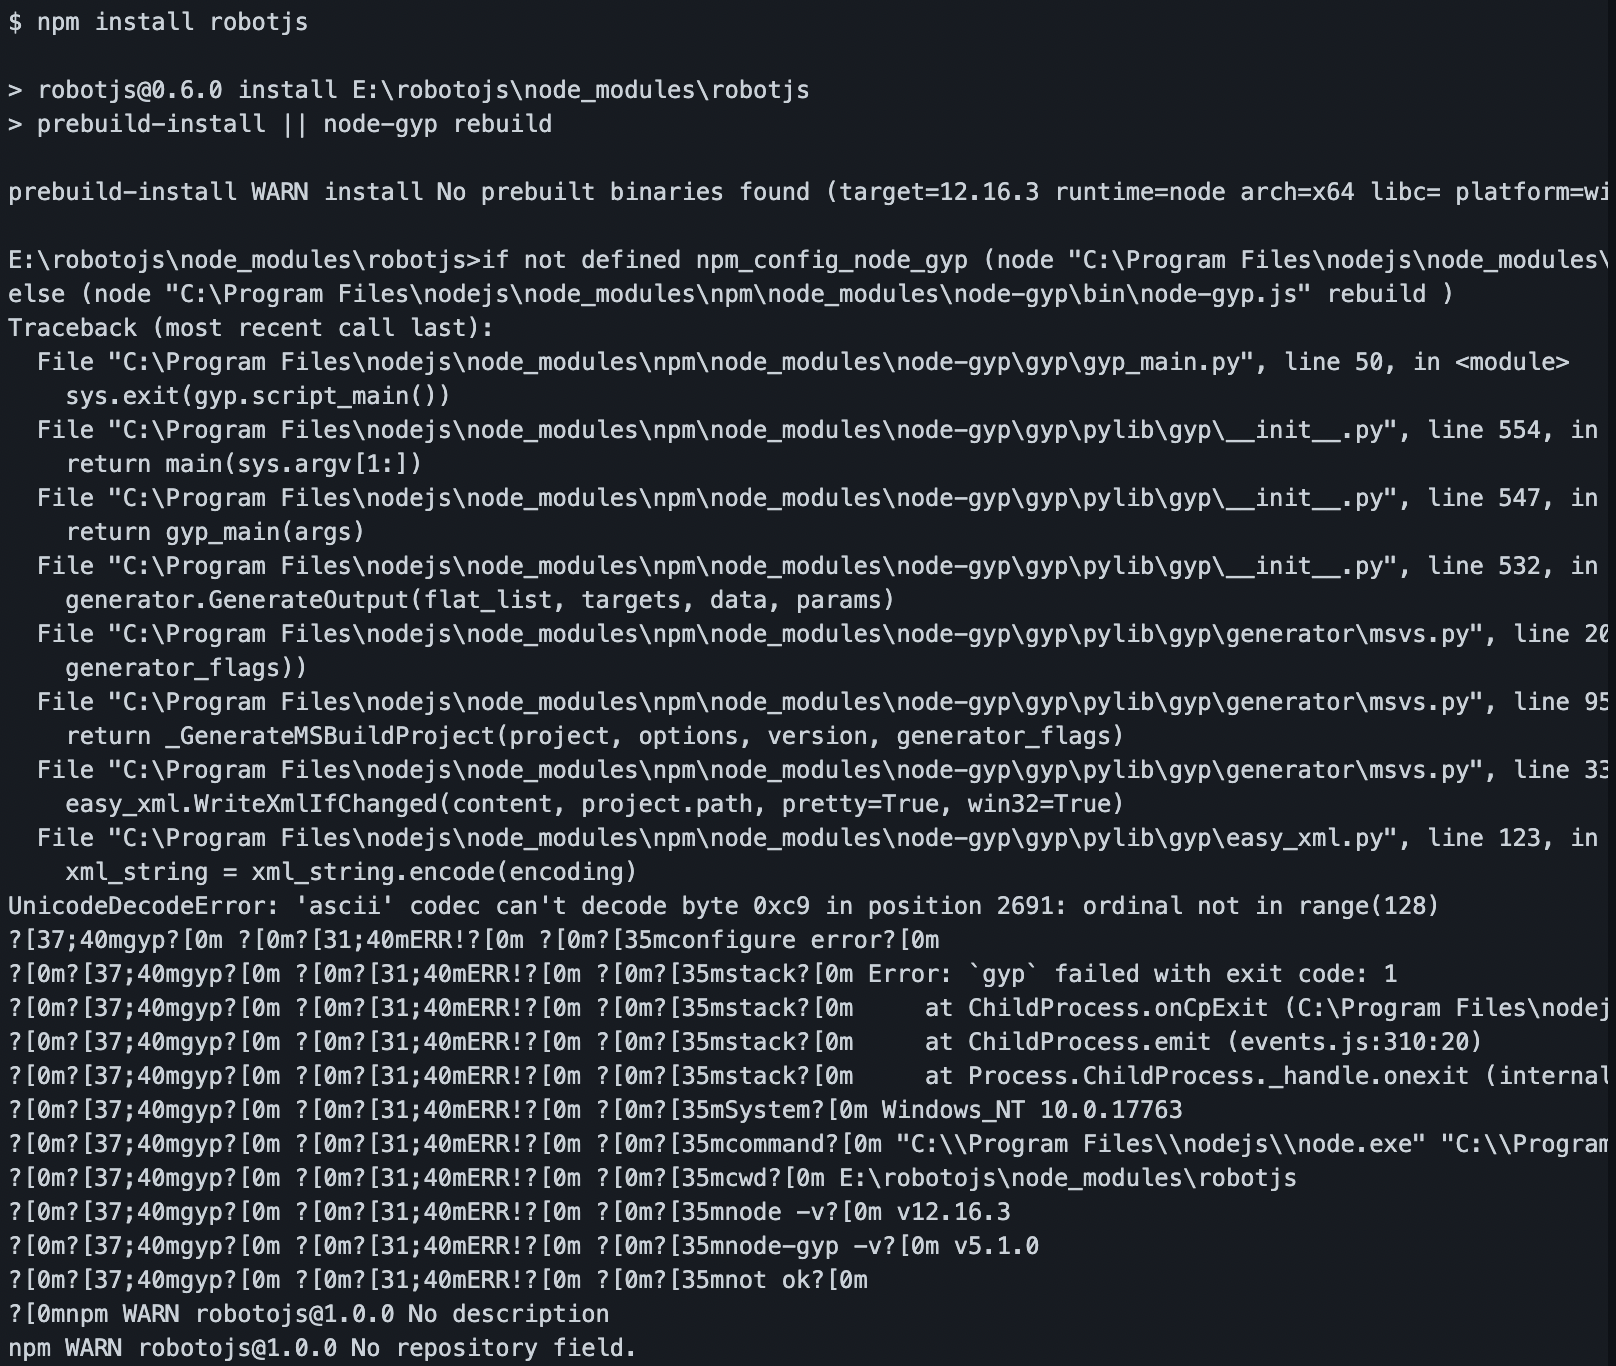 $ npm install robotjs
> robotjs@0.6.0 install E:\robotojs\node_modules\robotjs
> prebuild-install || node-gyp rebuild
prebuild-install WARN install No prebuilt binaries found (target=12.16.3 runtime=node arch=x64 libc= platform=wi
E:\robotojs\node_modules\robotjs>if not defined npm_config_node_gyp (node "C:\Program Files\nodejs\node_modules\
else (node "C:\Program Files\nodejs\node_modules\npm\node_modules\node-gyp\bin\node-gyp.js" rebuild )
Traceback (most recent call last):
  File "C:\Program Files\nodejs\node_modules\npm\node_modules\node-gyp\gyp\gyp_main.py", line 50, in <module>
    sys.exit(gyp.script_main())
  File "C:\Program Files\nodejs\node_modules\npm\node_modules\node-gyp\gyp\pylib\gyp\__init__.py", line 554, in
    return main(sys.argv[1:])
  File "C:\Program Files\nodejs\node_modules\npm\node_modules\node-gyp\gyp\pylib\gyp\__init__.py", line 547, in
    return gyp_main(args)
  File "C:\Program Files\nodejs\node_modules\npm\node_modules\node-gyp\gyp\pylib\gyp\__init__.py", line 532, in
    generator.GenerateOutput(flat_list, targets, data, params)
  File "C:\Program Files\nodejs\node_modules\npm\node_modules\node-gyp\gyp\pylib\gyp\generator\msvs.py", line 20
    generator_flags))
  File "C:\Program Files\nodejs\node_modules\npm\node_modules\node-gyp\gyp\pylib\gyp\generator\msvs.py", line 95
    return _GenerateMSBuildProject(project, options, version, generator_flags)
  File "C:\Program Files\nodejs\node_modules\npm\node_modules\node-gyp\gyp\pylib\gyp\generator\msvs.py", line 33
    easy_xml.WriteXmlIfChanged(content, project.path, pretty=True, win32=True)
  File "C:\Program Files\nodejs\node_modules\npm\node_modules\node-gyp\gyp\pylib\gyp\easy_xml.py", line 123, in
    xml_string = xml_string.encode(encoding)
UnicodeDecodeError: 'ascii' codec can't decode byte 0xc9 in position 2691: ordinal not in range(128)
?[37;40mgyp?[0m ?[0m?[31;40mERR!?[0m ?[0m?[35mconfigure error?[0m
?[0m?[37;40mgyp?[0m ?[0m?[31;40mERR!?[0m ?[0m?[35mstack?[0m Error: `gyp` failed with exit code: 1
?[0m?[37;40mgyp?[0m ?[0m?[31;40mERR!?[0m ?[0m?[35mstack?[0m     at ChildProcess.onCpExit (C:\Program Files\nodej
?[0m?[37;40mgyp?[0m ?[0m?[31;40mERR!?[0m ?[0m?[35mstack?[0m     at ChildProcess.emit (events.js:310:20)
?[0m?[37;40mgyp?[0m ?[0m?[31;40mERR!?[0m ?[0m?[35mstack?[0m     at Process.ChildProcess._handle.onexit (internal
?[0m?[37;40mgyp?[0m ?[0m?[31;40mERR!?[0m ?[0m?[35mSystem?[0m Windows_NT 10.0.17763
?[0m?[37;40mgyp?[0m ?[0m?[31;40mERR!?[0m ?[0m?[35mcommand?[0m "C:\\Program Files\\nodejs\\node.exe" "C:\\Program
?[0m?[37;40mgyp?[0m ?[0m?[31;40mERR!?[0m ?[0m?[35mcwd?[0m E:\robotojs\node_modules\robotjs
?[0m?[37;40mgyp?[0m ?[0m?[31;40mERR!?[0m ?[0m?[35mnode -v?[0m v12.16.3
?[0m?[37;40mgyp?[0m ?[0m?[31;40mERR!?[0m ?[0m?[35mnode-gyp -v?[0m v5.1.0
?[0m?[37;40mgyp?[0m ?[0m?[31;40mERR!?[0m ?[0m?[35mnot ok?[0m
?[0mnpm WARN robotojs@1.0.0 No description
npm WARN robotojs@1.0.0 No repository field.